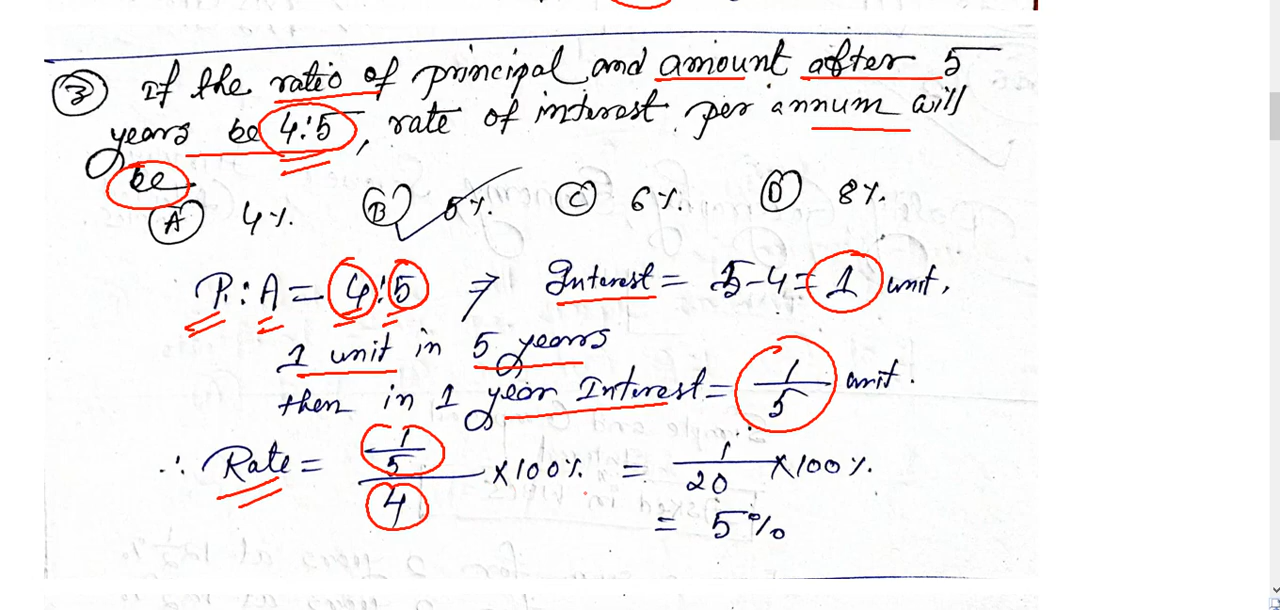 ③ If the ratio of principal and amount after 5
years be 4:5, rate of interest per annum will
be
Ⓐ 4%. Ⓑ 5%. Ⓒ 6%. Ⓓ 8%.
P : A = 4:5 ⇒ Interest = 5-4 = 1 unit,
1 unit in 5 years
then in 1 year Interest = 1/5 unit.
∴ Rate = (1/5)/4 × 100%. = 1/20 × 100%.
= 5%